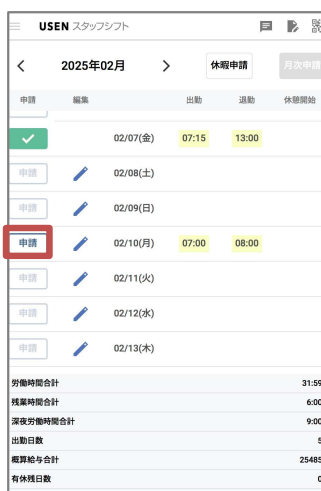 USEN スタッフシフト
2025年02月 休暇申請 月次申請
申請 編集 出勤 退勤 休憩開始
02/07(金) 07:15 13:00
申請 02/08(土)
申請 02/09(日)
申請 02/10(月) 07:00 08:00
申請 02/11(火)
申請 02/12(水)
申請 02/13(木)
労働時間合計 31:59
残業時間合計 6:00
深夜労働時間合計 9:00
出勤日数 5
概算給与合計 25485
有休残日数 0